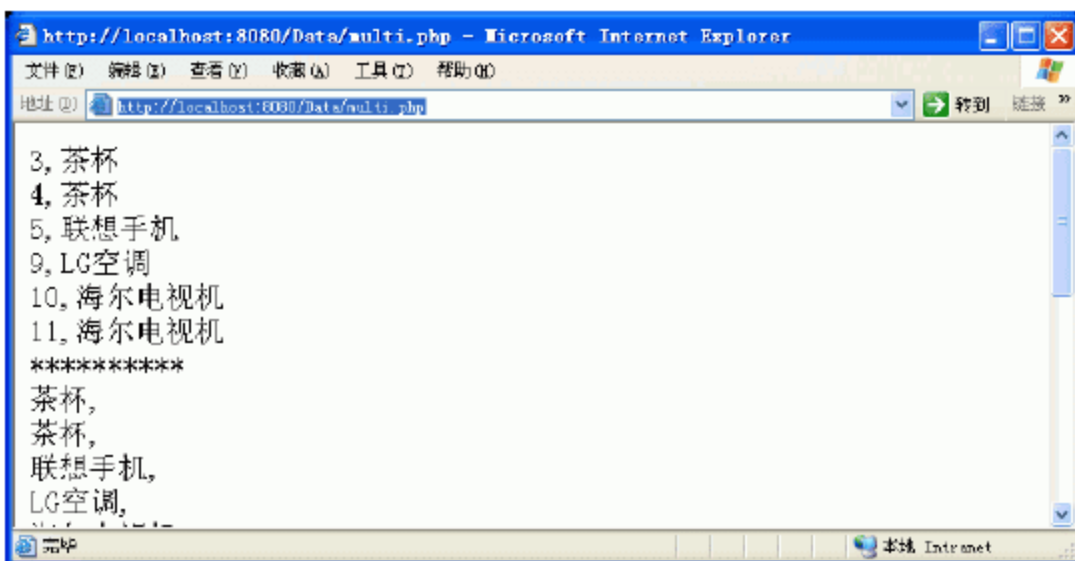 http://localhost:8080/Data/multi.php - Microsoft Internet Explorer
文件(F) 编辑(E) 查看(V) 收藏(A) 工具(T) 帮助(H)
地址(D) http://localhost:8080/Data/multi.php 转到 链接 »
3, 茶杯
4, 茶杯
5, 联想手机
9, LG空调
10, 海尔电视机
11, 海尔电视机
**********
茶杯,
茶杯,
联想手机,
LG空调,
完毕 本地 Intranet